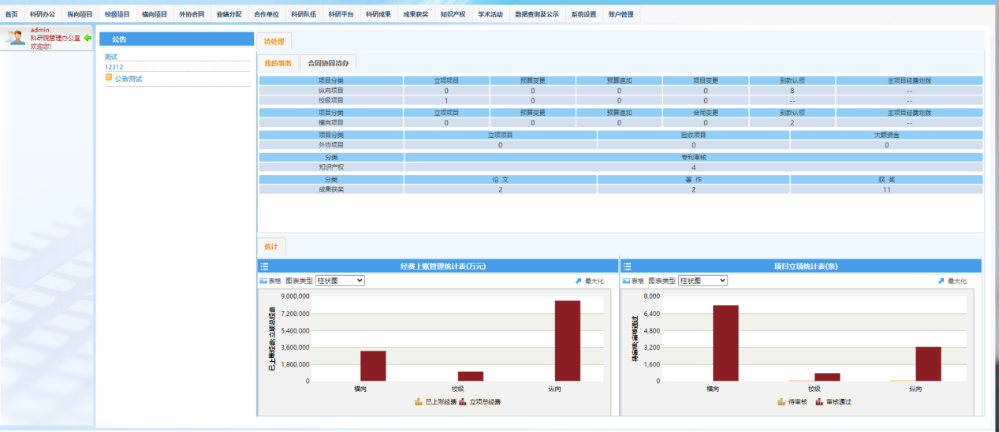 首页 科研办公 纵向项目 校级项目 横向项目 外协合同 业绩分配 合作单位 科研队伍 科研平台 科研成果 成果获奖 知识产权 学术活动 数据查询及公示 系统设置 账户管理
admin
科研院管理办公室
欢迎您!
公告
测试
12312
公告测试
待处理
我的事务 合同协同待办
项目分类 立项项目 预算变更 预算追加 项目变更 到款认领 主项目经费划拨
纵向项目 0 0 0 0 8 --
校级项目 1 0 0 0 -- --
项目分类 立项项目 预算变更 预算追加 合同变更 到款认领 主项目经费划拨
横向项目 0 0 0 0 2 --
项目分类 立项项目 验收项目 大额资金
外协项目 0 0 0
分类 专利审核
知识产权 4
分类 论 文 著 作 获 奖
成果获奖 2 2 11
统计
经费上账管理统计表(万元)
表格 图表类型 柱状图 最大化
已上账经费;立项总经费
9,000,000
7,200,000
5,400,000
3,600,000
1,800,000
0
横向 校级 纵向
已上账经费 立项总经费
项目立项统计表(条)
表格 图表类型 柱状图 最大化
待审核;审核通过
8,000
6,400
4,800
3,200
1,600
0
横向 校级 纵向
待审核 审核通过